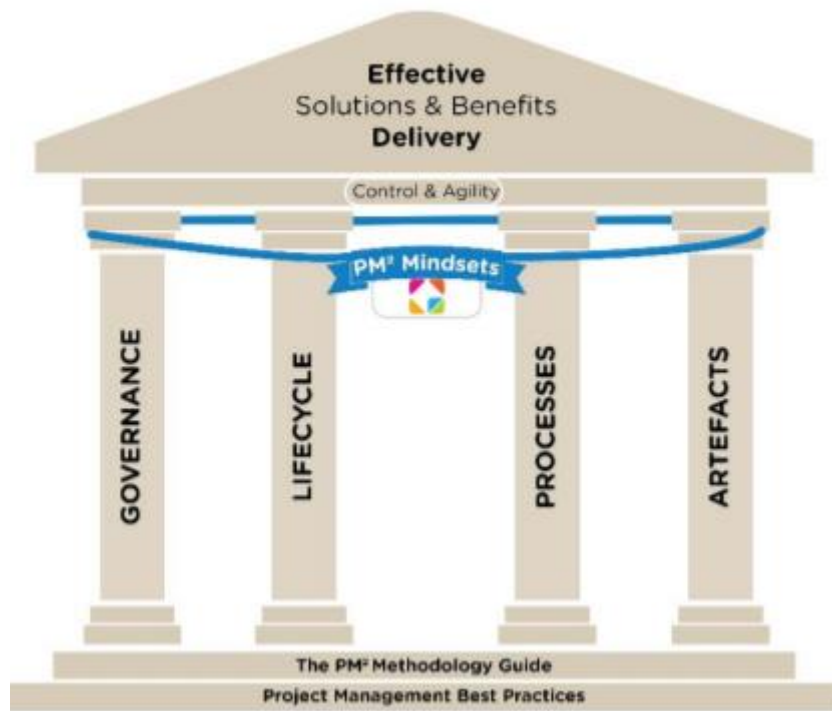 Effective
Solutions & Benefits
Delivery
Control & Agility
PM² Mindsets
GOVERNANCE
LIFECYCLE
PROCESSES
ARTEFACTS
The PM² Methodology Guide
Project Management Best Practices